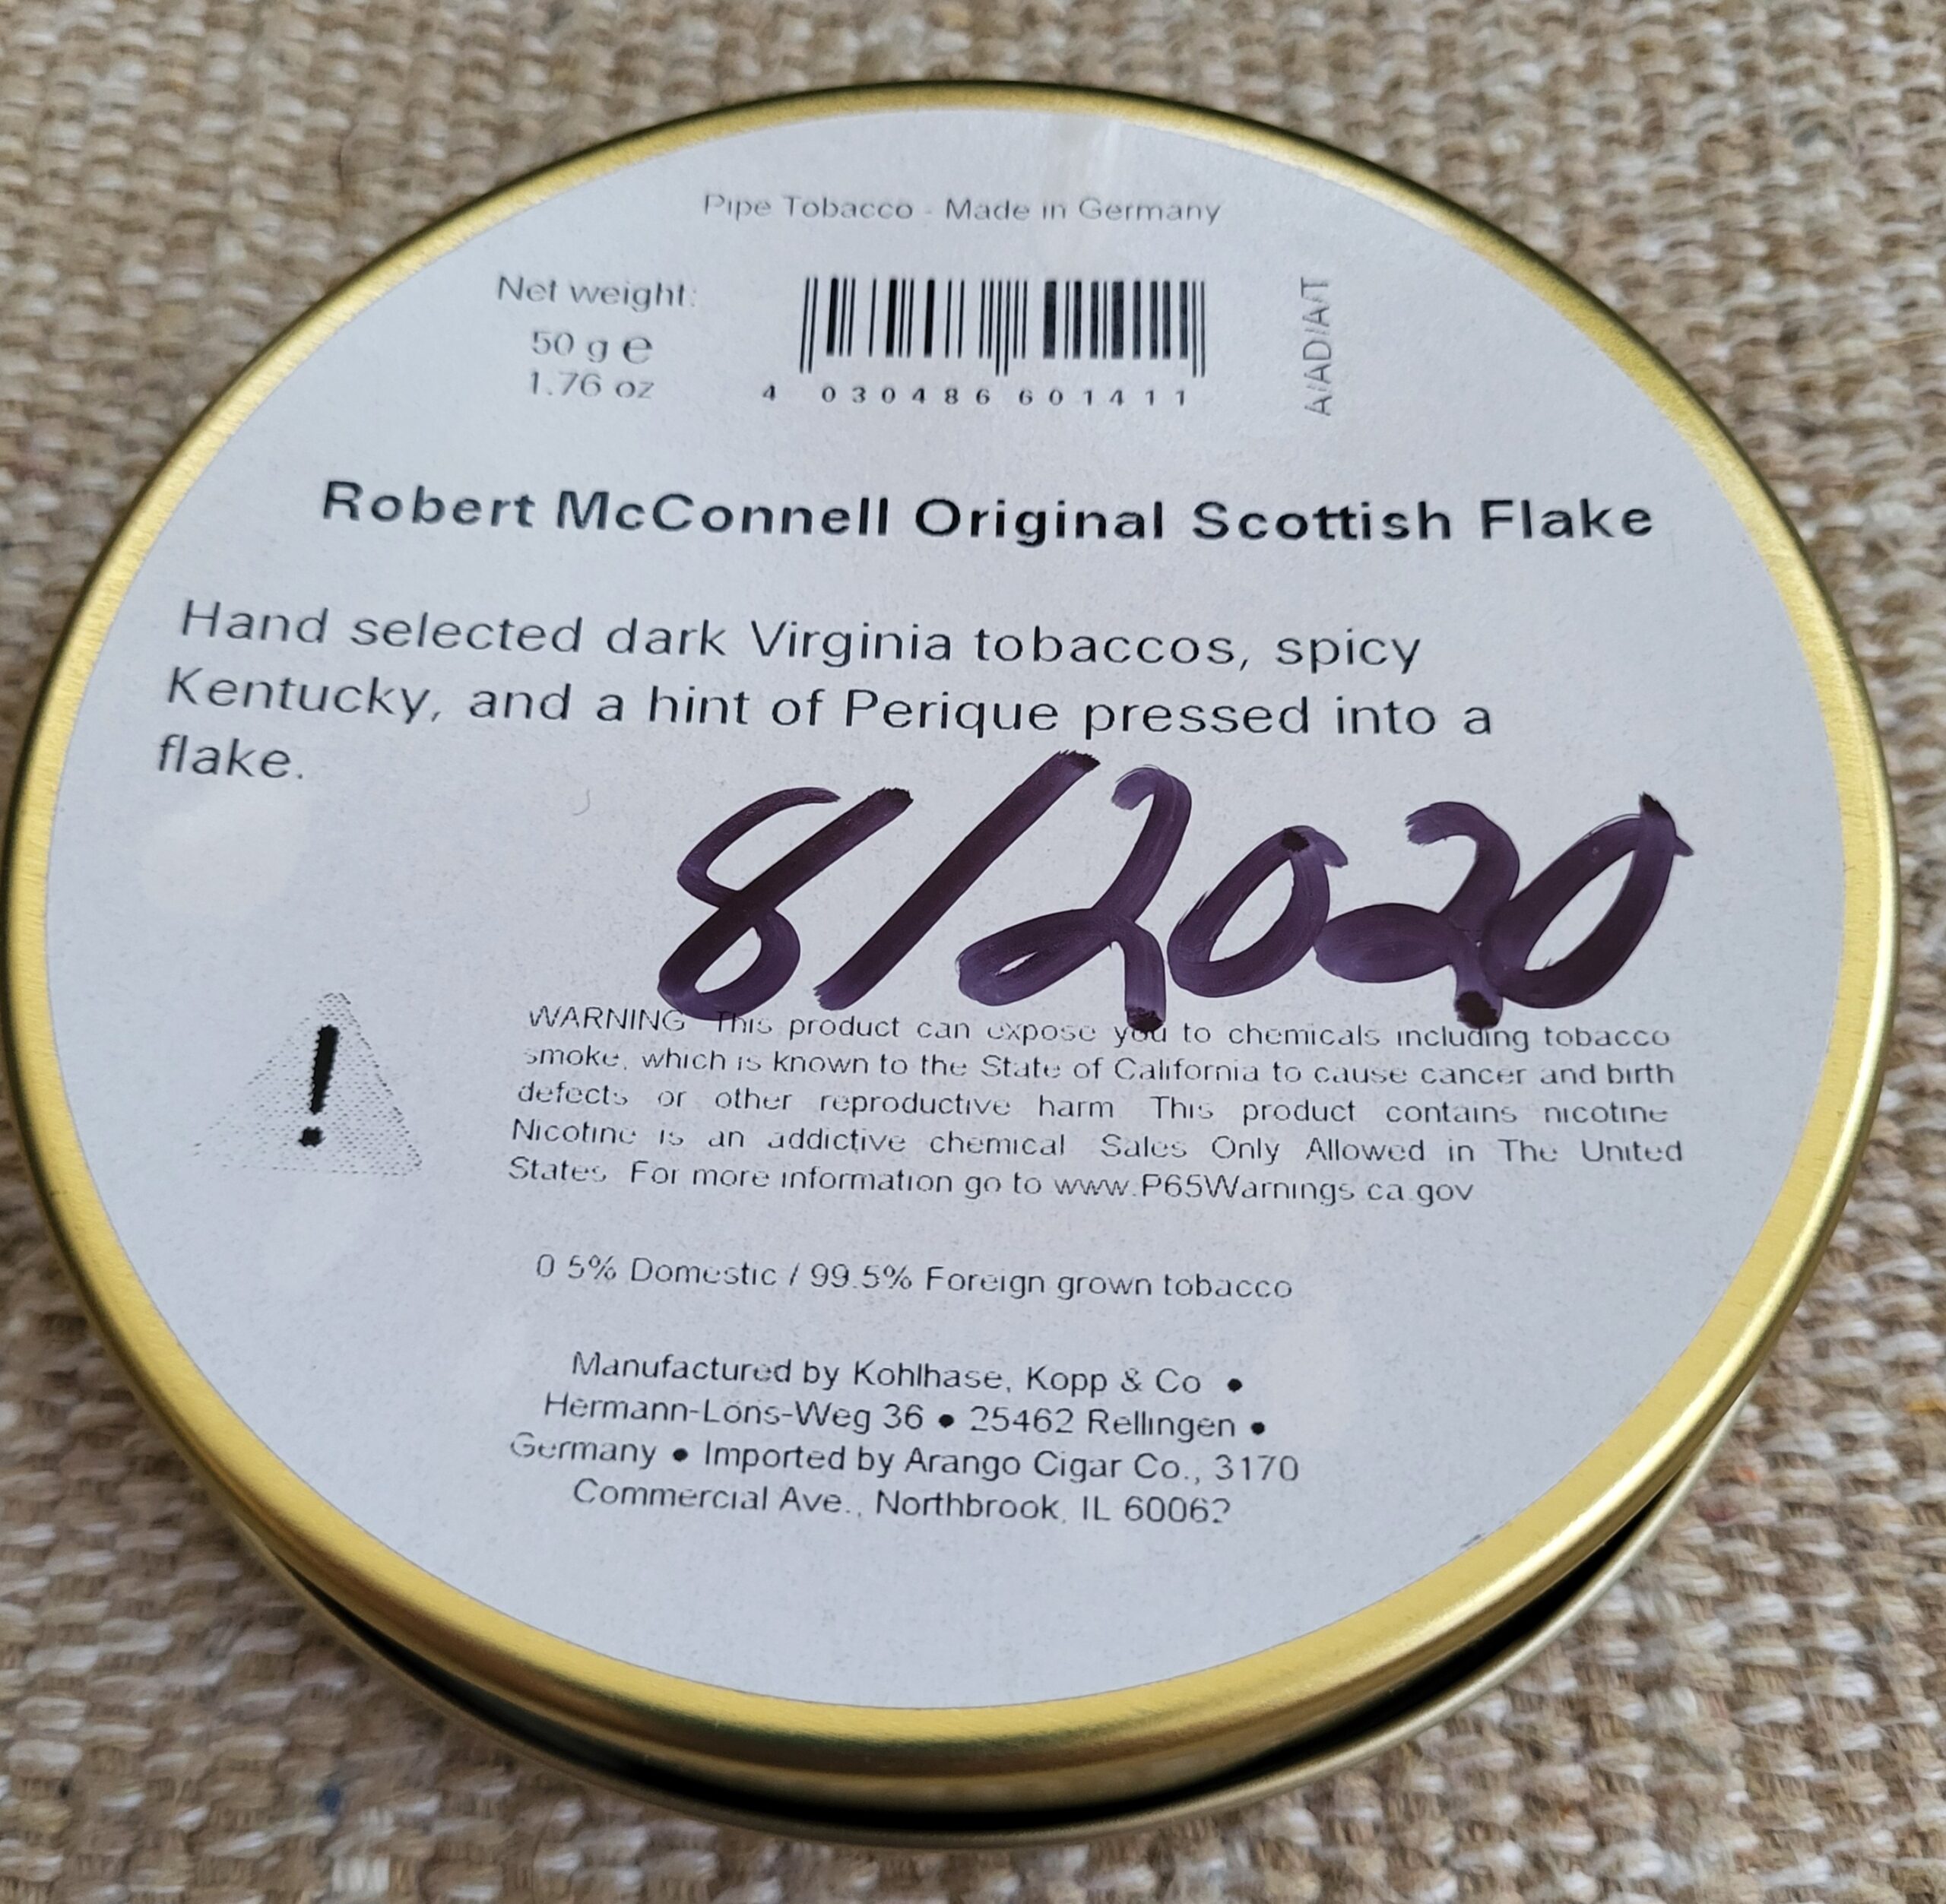 Pipe Tobacco - Made in Germany
Net weight:
50 g e
1.76 oz
4 030486 601411
A/AD/A/T
Robert McConnell Original Scottish Flake
Hand selected dark Virginia tobaccos, spicy
Kentucky, and a hint of Perique pressed into a
flake.
8/2020
!
WARNING This product can expose you to chemicals including tobacco
smoke, which is known to the State of California to cause cancer and birth
defects or other reproductive harm This product contains nicotine
Nicotine is an addictive chemical Sales Only Allowed in The United
States For more information go to www.P65Warnings.ca.gov
0 5% Domestic / 99.5% Foreign grown tobacco
Manufactured by Kohlhase, Kopp & Co •
Hermann-Löns-Weg 36 • 25462 Rellingen •
Germany • Imported by Arango Cigar Co., 3170
Commercial Ave., Northbrook, IL 60062